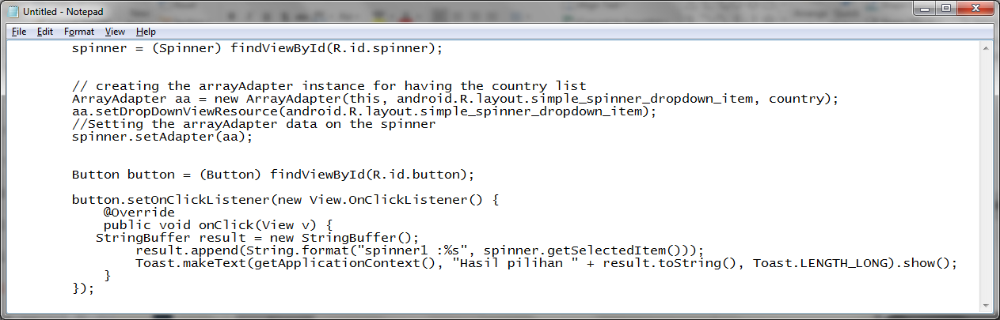 Untitled - Notepad
File Edit Format View Help
spinner = (Spinner) findViewById(R.id.spinner);
// creating the arrayAdapter instance for having the country list
ArrayAdapter aa = new ArrayAdapter(this, android.R.layout.simple_spinner_dropdown_item, country);
aa.setDropDownViewResource(android.R.layout.simple_spinner_dropdown_item);
//Setting the arrayAdapter data on the spinner
spinner.setAdapter(aa);
Button button = (Button) findViewById(R.id.button);
button.setOnClickListener(new View.OnClickListener() {
@Override
public void onClick(View v) {
StringBuffer result = new StringBuffer();
result.append(String.format("spinner1 :%s", spinner.getSelectedItem()));
Toast.makeText(getApplicationContext(), "Hasil pilihan " + result.toString(), Toast.LENGTH_LONG).show();
}
});